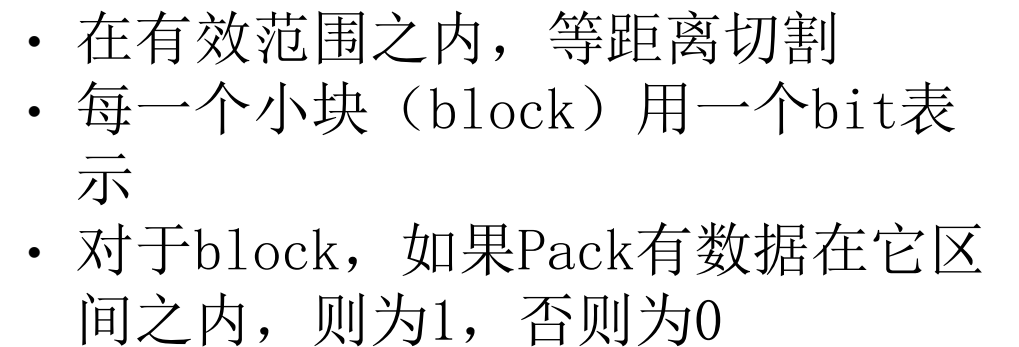 • 在有效范围之内，等距离切割
• 每一个小块（block）用一个bit表
示
• 对于block，如果Pack有数据在它区
间之内，则为1，否则为0